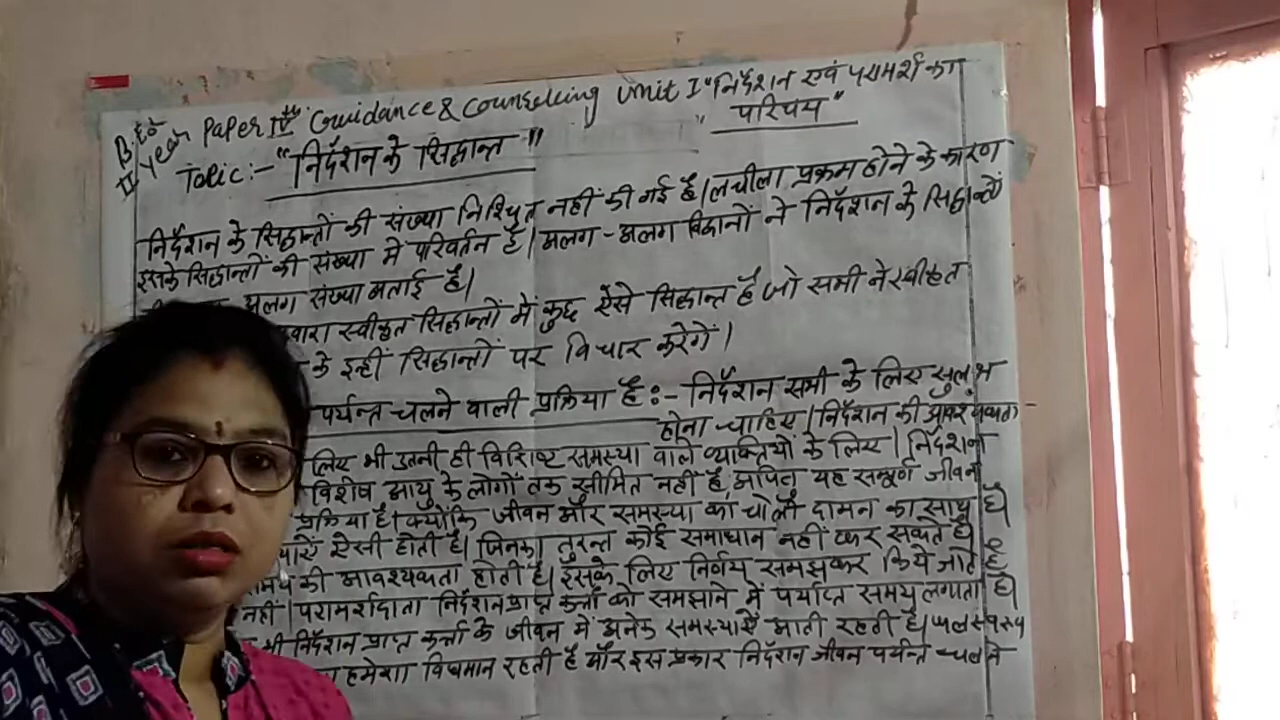 B.Ed IInd Year Paper IVth Guidance & Counselling Unit I "निर्देशन एवं परामर्श का
परिचय"
Topic:- "निर्देशन के सिद्धान्त"
निर्देशन के सिद्धान्तों की संख्या निश्चित नहीं की गई है। लचीला प्रक्रम होने के कारण
इसके सिद्धान्तों की संख्या में परिवर्तन है। अलग-अलग विद्वानों ने निर्देशन के सिद्धान्तों
अलग संख्या बताई है।
द्वारा स्वीकृत सिद्धान्तों में कुछ ऐसे सिद्धान्त है जो सभी ने स्वीकृत
के इन्हीं सिद्धान्तों पर विचार करेगें।
पर्यन्त चलने वाली प्रक्रिया है:- निर्देशन सभी के लिए सुलभ
होना चाहिए। निर्देशन की आवश्यकता
लिए भी उतनी ही विशिष्ट समस्या वाले व्यक्तियों के लिए। निर्देशन
विशेष आयु के लोगों तक सीमित नहीं है, अपितु यह सम्पूर्ण जीवन
प्रक्रिया है। क्योंकि जीवन और समस्या का चोली दामन का साथ है
ऐसी होती है। जिनका तुरन्त कोई समाधान नहीं कर सकते है।
की आवश्यकता होती है। इसके लिए निर्णय समझकर किये जाते है
नहीं। परामर्शदाता निर्देशन प्राप्त कर्त्ता को समझाने में पर्याप्त समय लगाता है
भी निर्देशन प्राप्त कर्त्ता के जीवन में अनेक समस्याऐं आती रहती है। फलस्वरूप
हमेशा विद्यमान रहती है और इस प्रकार निर्देशन जीवन पर्यन्त चलने